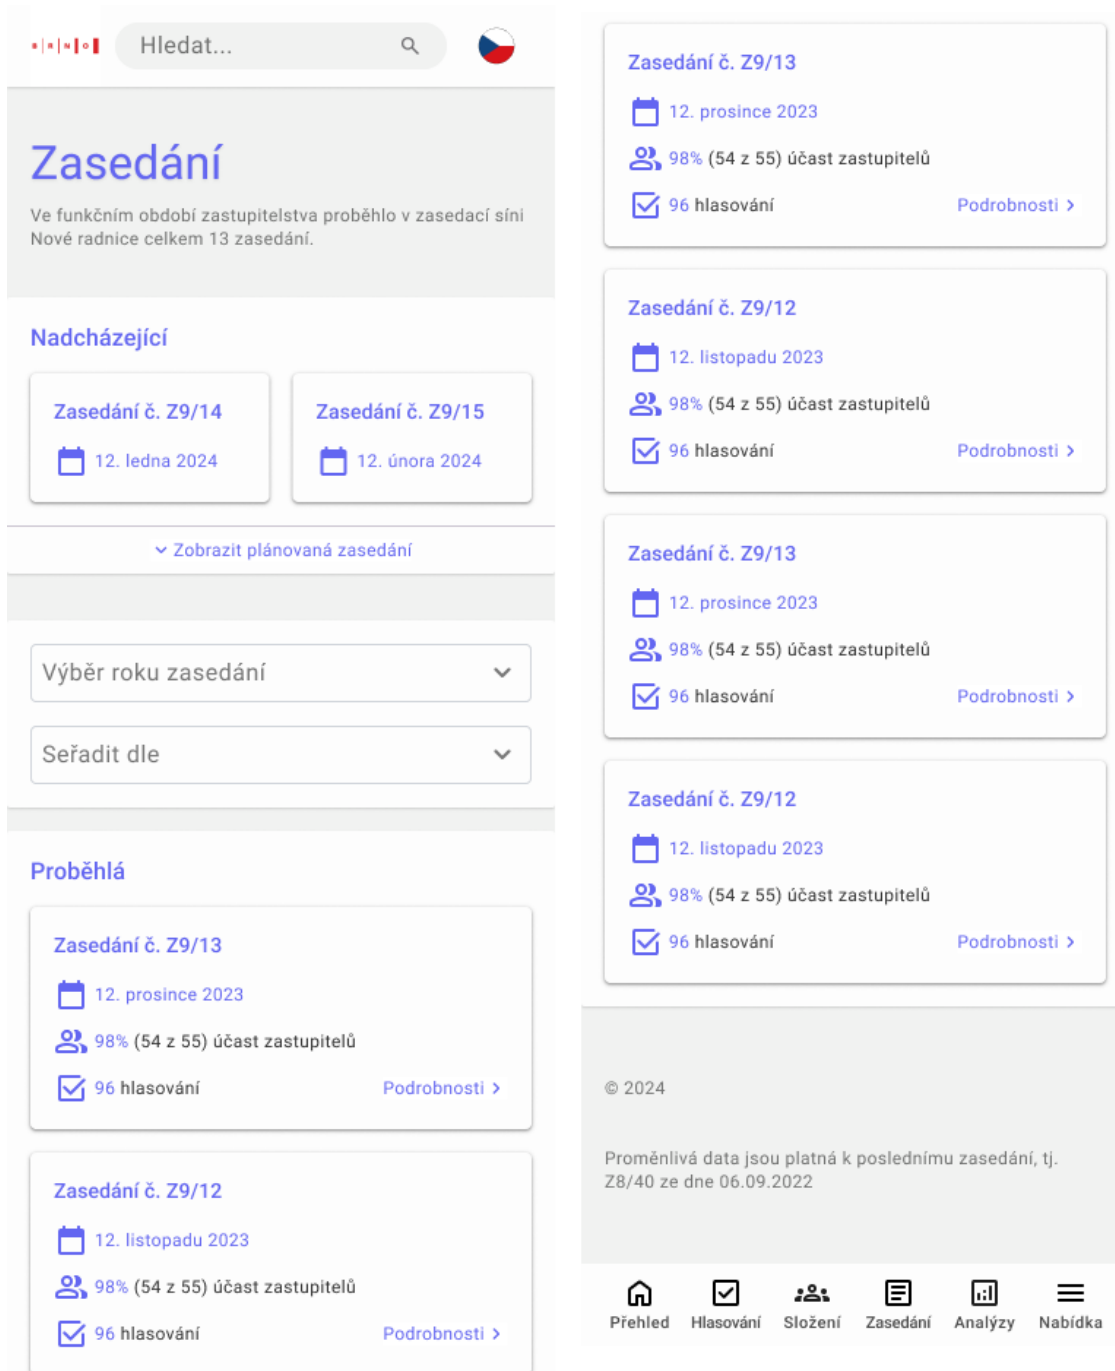 BRNO
Hledat...
Zasedání
Ve funkčním období zastupitelstva proběhlo v zasedací síni
Nové radnice celkem 13 zasedání.
Nadcházející
Zasedání č. Z9/14
12. ledna 2024
Zasedání č. Z9/15
12. února 2024
Zobrazit plánovaná zasedání
Výběr roku zasedání
Seřadit dle
Proběhlá
Zasedání č. Z9/13
12. prosince 2023
98% (54 z 55) účast zastupitelů
96 hlasování
Podrobnosti >
Zasedání č. Z9/12
12. listopadu 2023
98% (54 z 55) účast zastupitelů
96 hlasování
Podrobnosti >
Zasedání č. Z9/13
12. prosince 2023
98% (54 z 55) účast zastupitelů
96 hlasování
Podrobnosti >
Zasedání č. Z9/12
12. listopadu 2023
98% (54 z 55) účast zastupitelů
96 hlasování
Podrobnosti >
Zasedání č. Z9/13
12. prosince 2023
98% (54 z 55) účast zastupitelů
96 hlasování
Podrobnosti >
Zasedání č. Z9/12
12. listopadu 2023
98% (54 z 55) účast zastupitelů
96 hlasování
Podrobnosti >
© 2024
Proměnlivá data jsou platná k poslednímu zasedání, tj.
Z8/40 ze dne 06.09.2022
Přehled
Hlasování
Složení
Zasedání
Analýzy
Nabídka